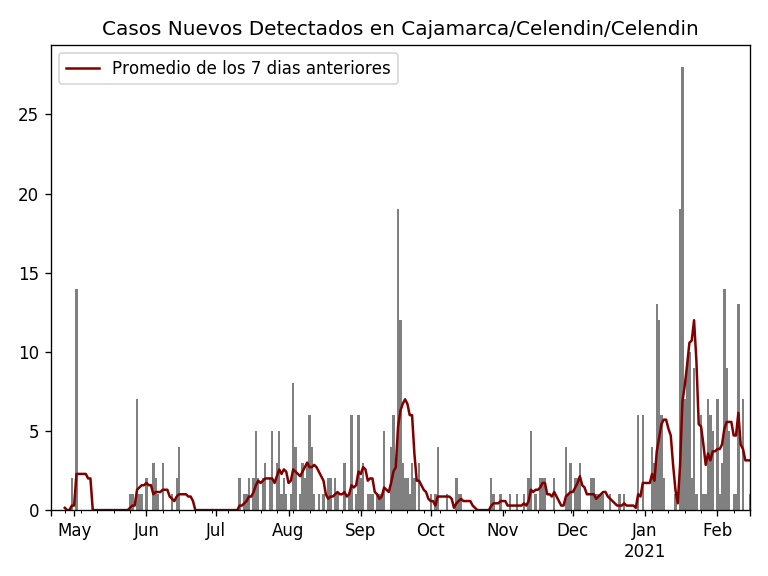 Casos Nuevos Detectados en Cajamarca/Celendin/Celendin
Promedio de los 7 dias anteriores
25
20
15
10
5
0
May Jun Jul Aug Sep Oct Nov Dec Jan Feb
2021